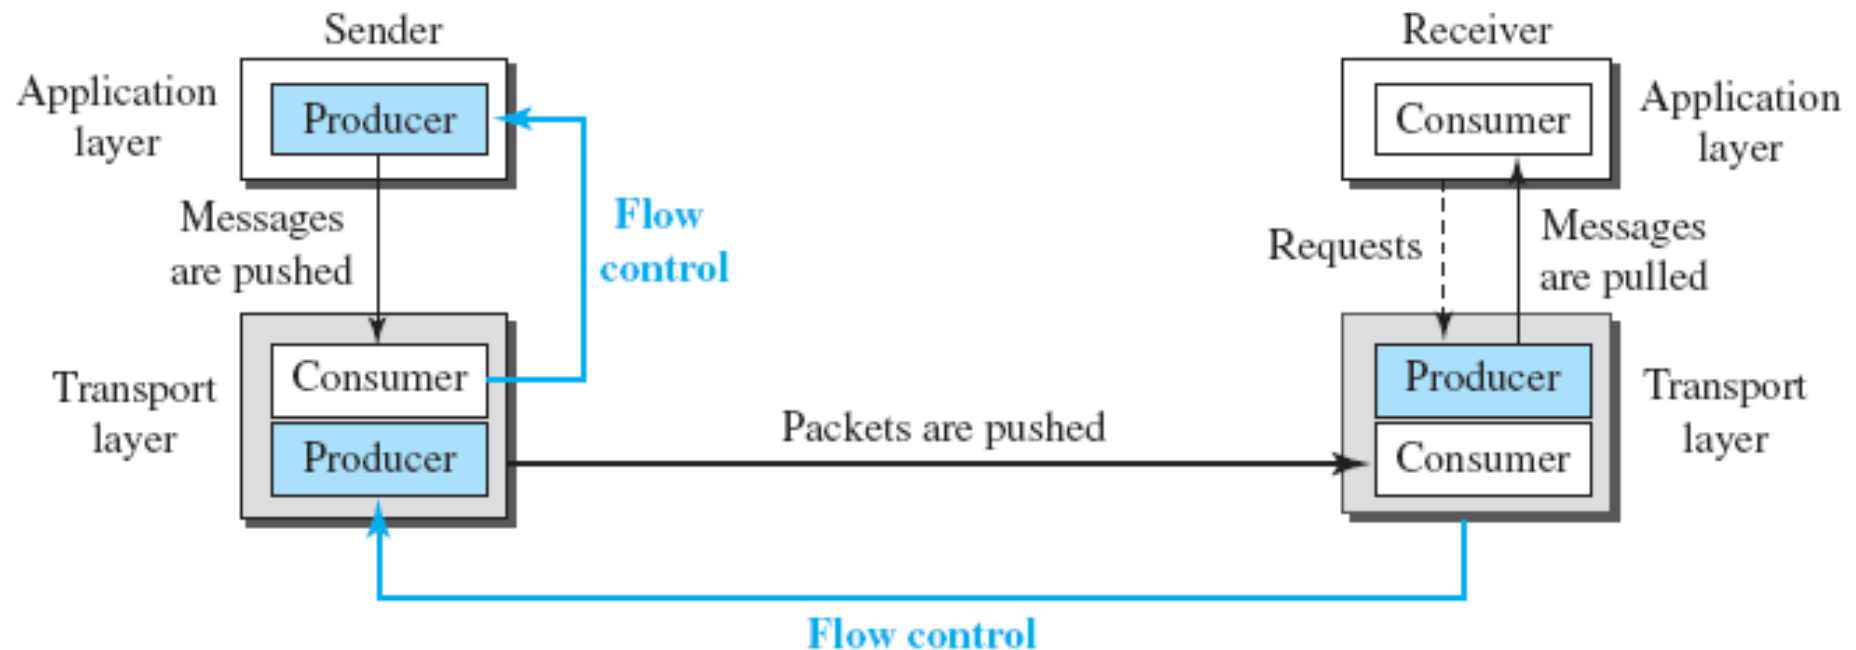 Sender
Application
layer
Producer
Messages
are pushed
Flow
control
Transport
layer
Consumer
Producer
Packets are pushed
Flow control
Receiver
Consumer
Application
layer
Requests
Messages
are pulled
Producer
Consumer
Transport
layer